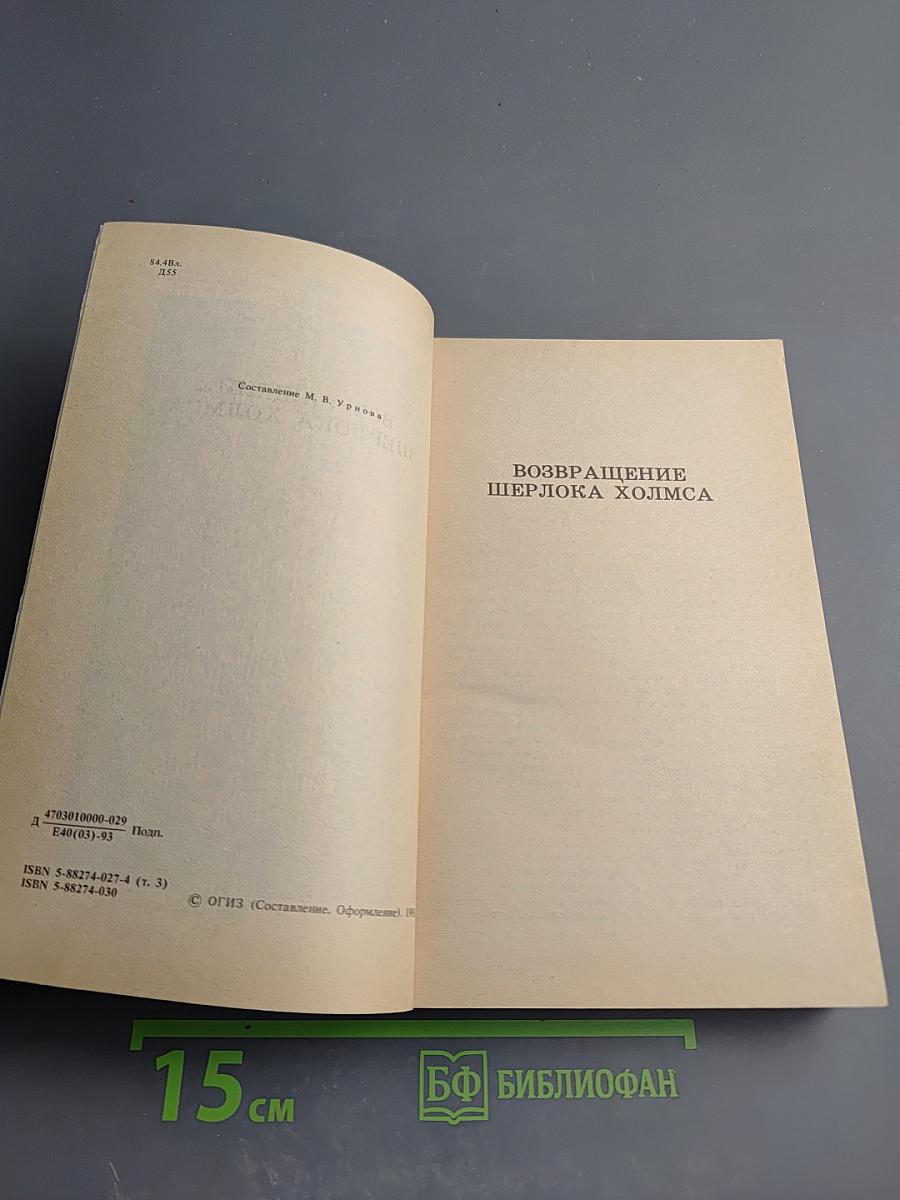 84.4Вл.
Д55
Составление М. В. Урнова
Д 4703010000-029
Е40(03)-93 Подп.
ISBN 5-88274-027-4 (т. 3)
ISBN 5-88274-030
© ОГИЗ (Составление. Оформление).
ВОЗВРАЩЕНИЕ
ШЕРЛОКА ХОЛМСА
15 см
БФ БИБЛИОФАН